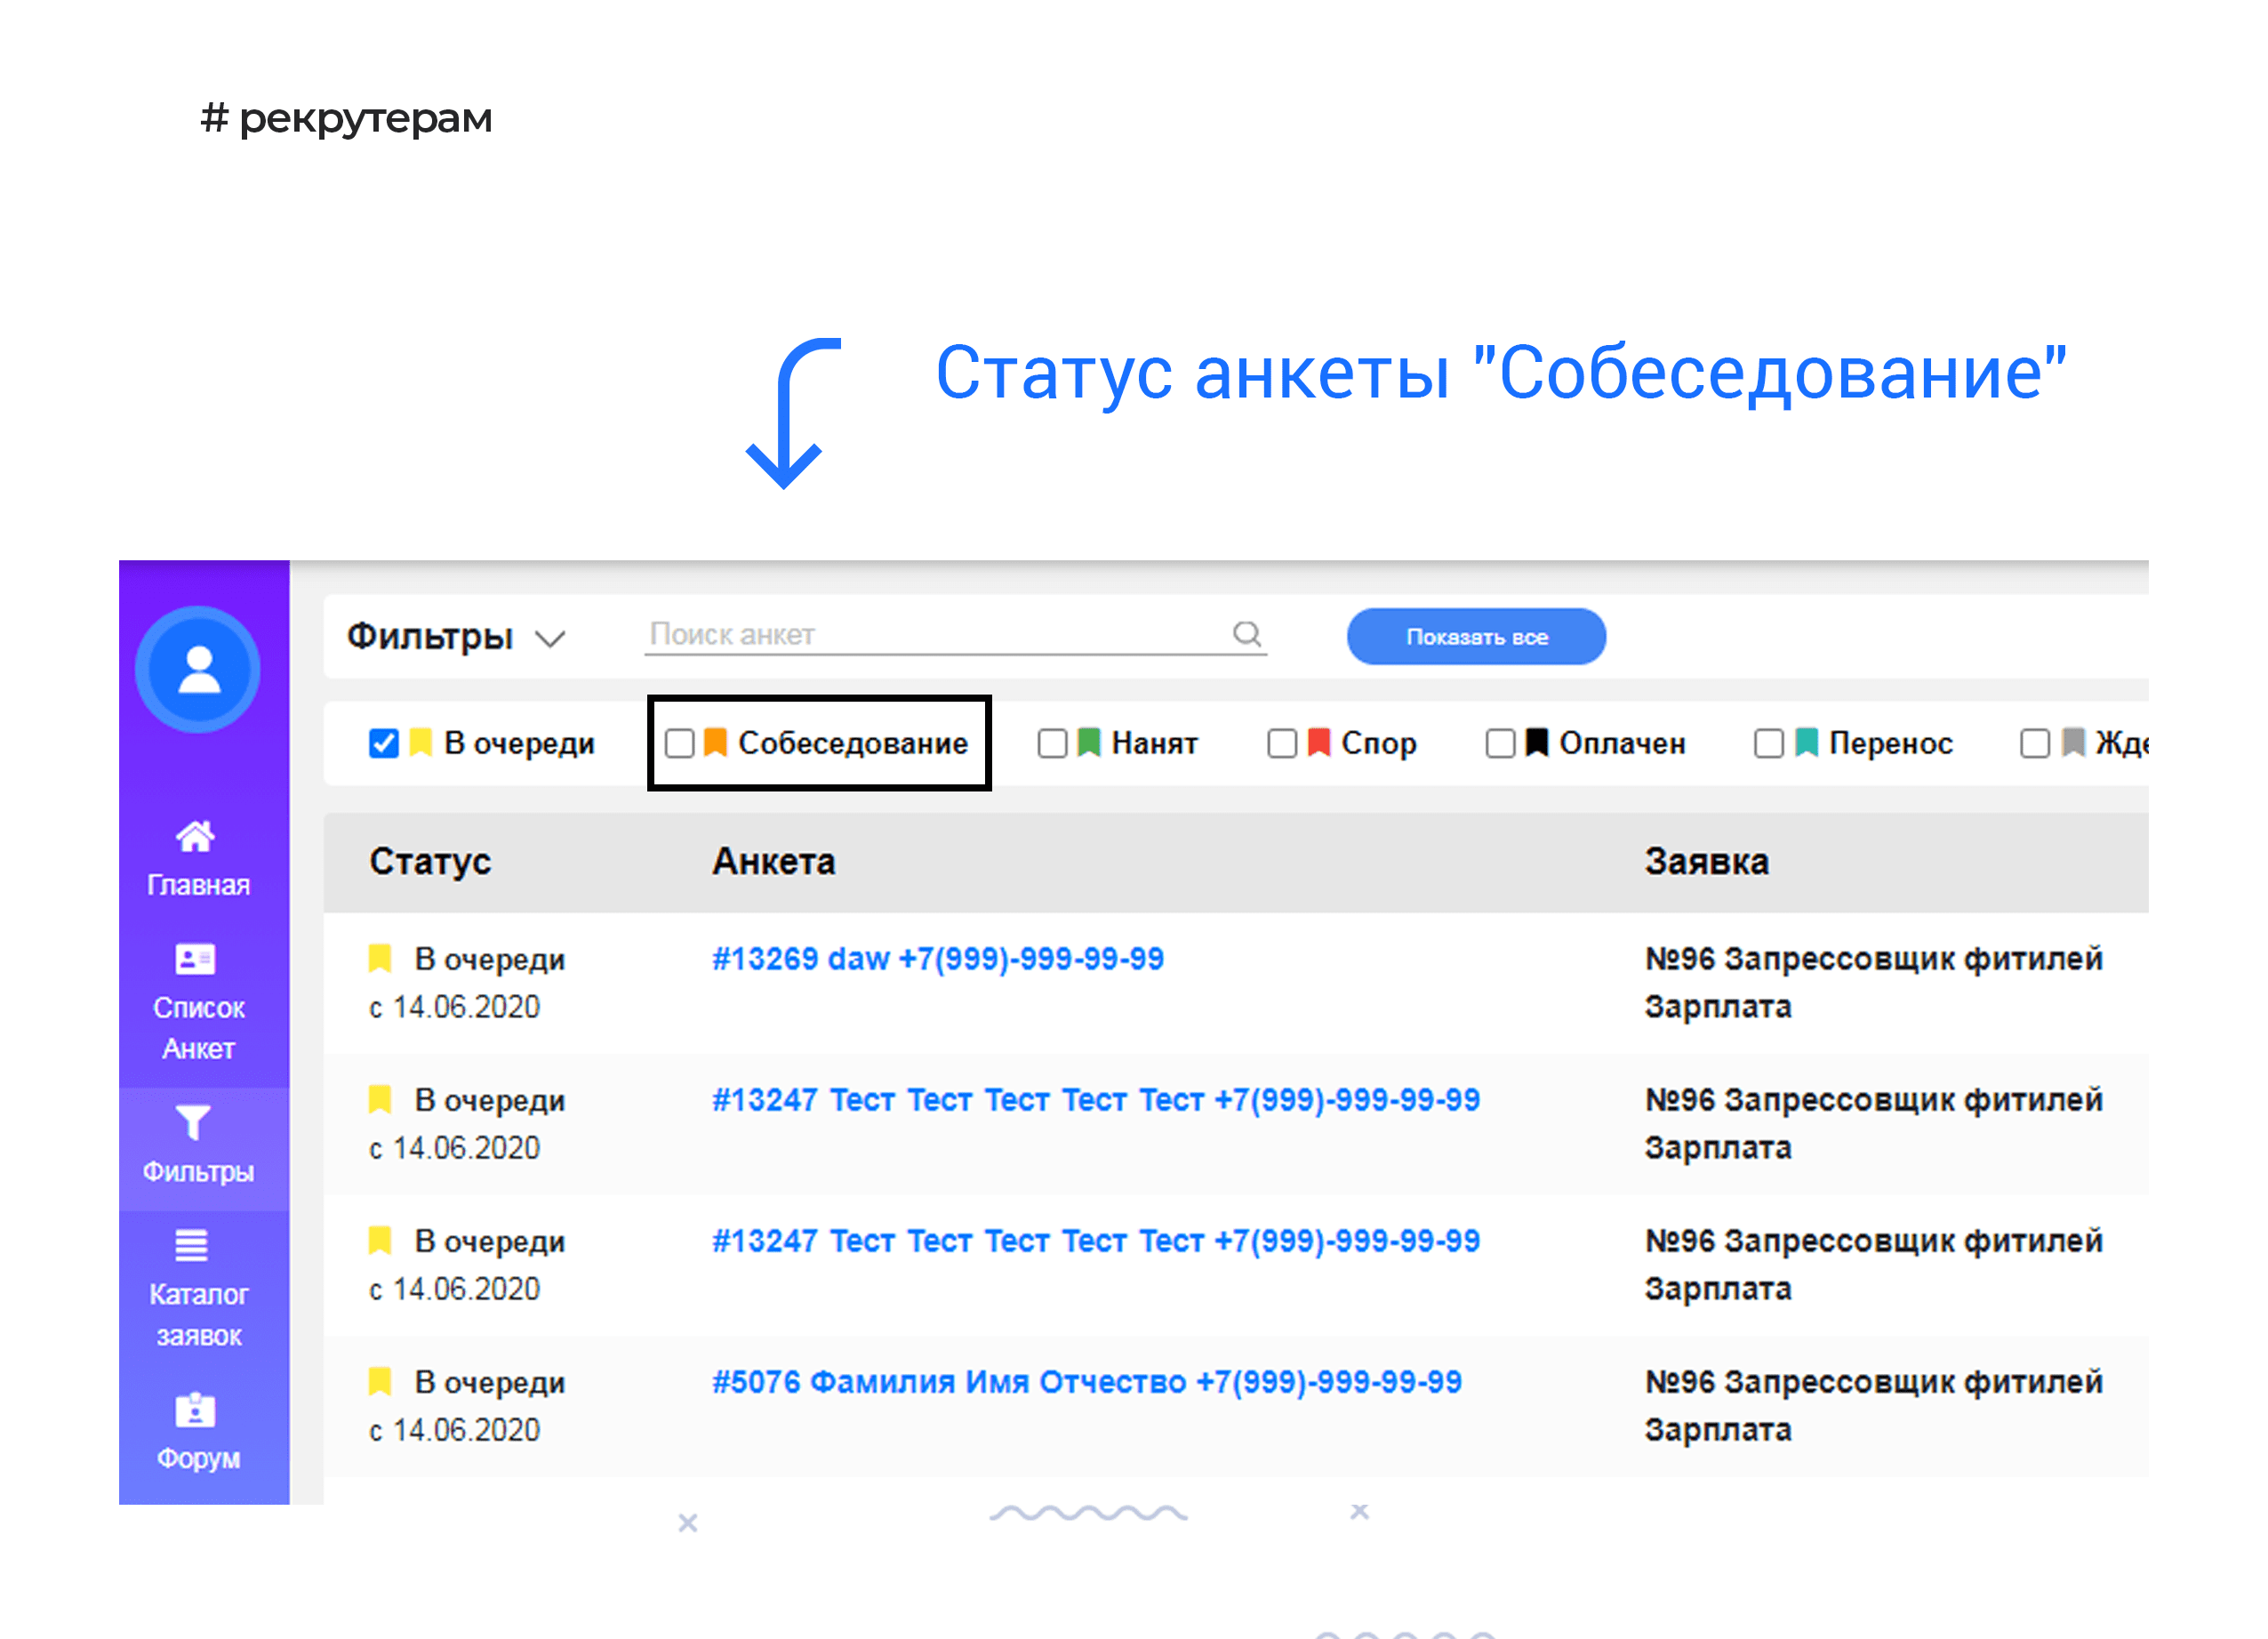 # рекрутерам
Статус анкеты "Собеседование"
Фильтры Поиск анкет Показать все
В очереди Собеседование Нанят Спор Оплачен Перенос Жде
Главная
Список
Анкет
Фильтры
Каталог
заявок
Форум
Статус Анкета Заявка
В очереди #13269 daw +7(999)-999-99-99 №96 Запрессовщик фитилей
с 14.06.2020 Зарплата
В очереди #13247 Тест Тест Тест Тест Тест +7(999)-999-99-99 №96 Запрессовщик фитилей
с 14.06.2020 Зарплата
В очереди #13247 Тест Тест Тест Тест Тест +7(999)-999-99-99 №96 Запрессовщик фитилей
с 14.06.2020 Зарплата
В очереди #5076 Фамилия Имя Отчество +7(999)-999-99-99 №96 Запрессовщик фитилей
с 14.06.2020 Зарплата